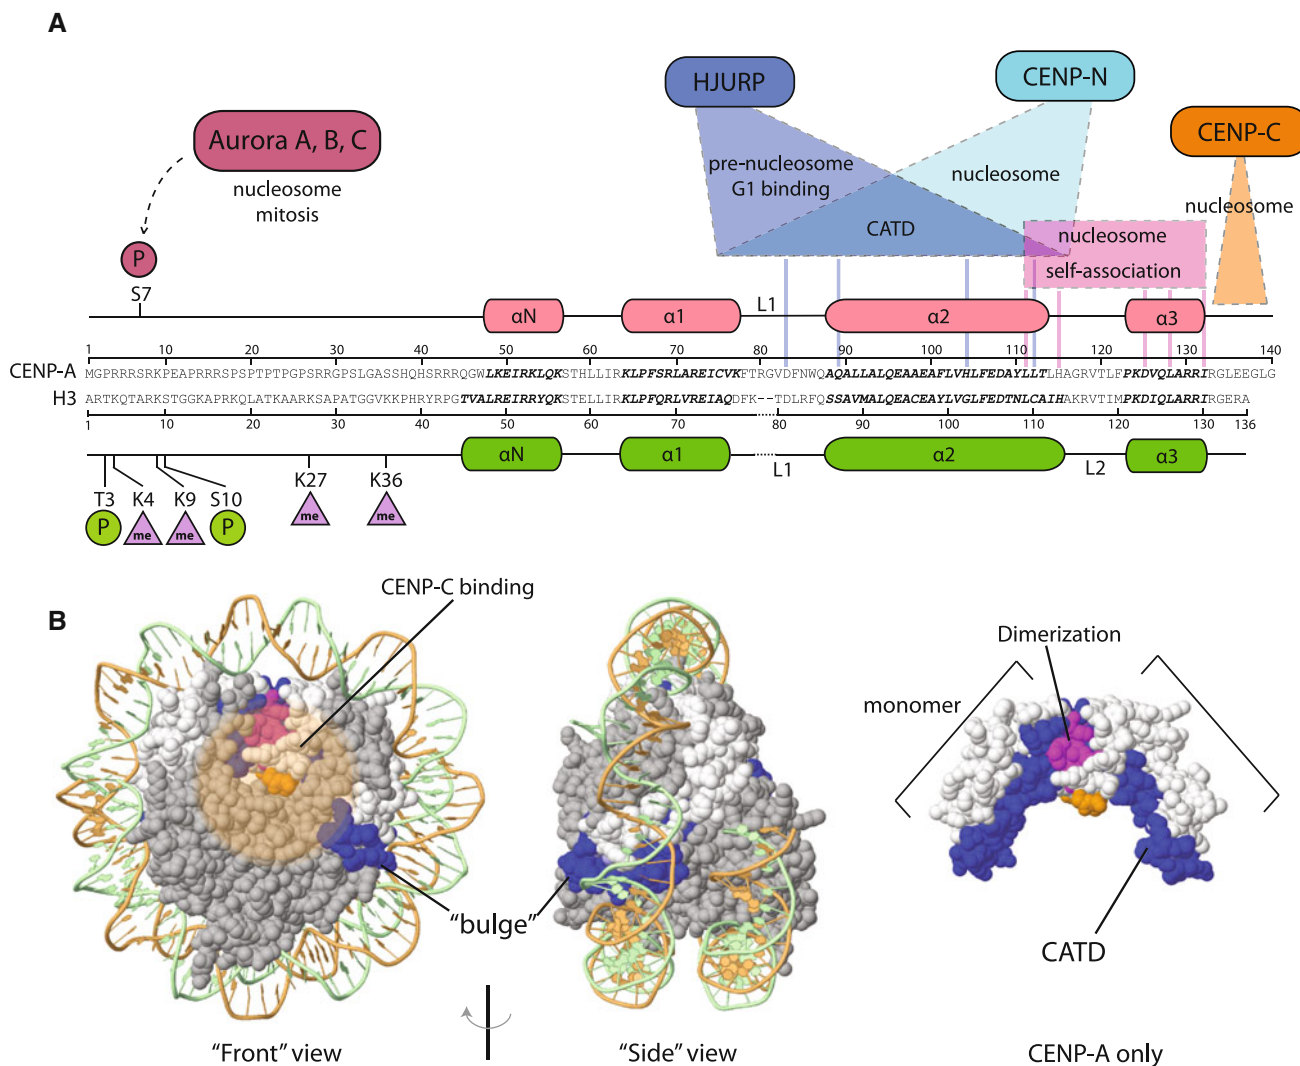 A
HJURP
CENP-N
CENP-C
Aurora A, B, C
nucleosome
mitosis
pre-nucleosome
G1 binding
nucleosome
nucleosome
CATD
nucleosome
self-association
P
S7
αN
α1
L1
α2
α3
1 10 20 30 40 50 60 70 80 90 100 110 120 130 140
CENP-A MGPRRRSRKPEAPRRRSPSPTPTPGPSRRGPSLGASSHQHSRRRQGWLKEIRKLQKSTHLLIRKLPFSRLAREICVKFTRGVDFNWQAQALLALQEAAEAFLVHLFEDAYLLTLHAGRVTLFPKDVQLARRIRGLEEGLG
H3 ARTKQTARKSTGGKAPRKQLATKAARKSAPATGGVKKPHRYRPGTVALREIRRYQKSTELLIRKLPFQRLVREIAQDFK--TDLRFQSSAVMALQEACEAYLVGLFEDTNLCAIHAKRVTIMPKDIQLARRIRGERA
1 10 20 30 40 50 60 70 80 90 100 110 120 130 136
αN
α1
L1
α2
L2
α3
T3 K4 K9 S10 K27 K36
P me me P me me
B
CENP-C binding
Dimerization
monomer
"bulge"
CATD
"Front" view
"Side" view
CENP-A only